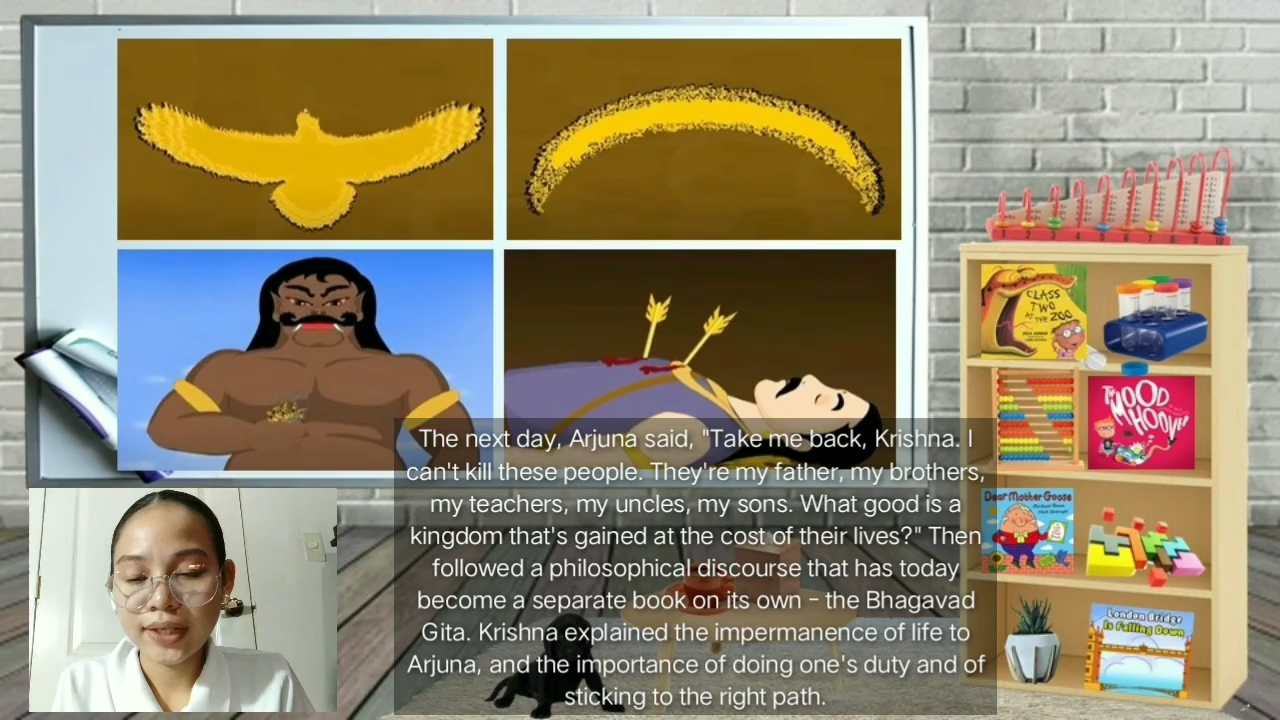 The next day, Arjuna said, "Take me back, Krishna. I
can't kill these people. They're my father, my brothers,
my teachers, my uncles, my sons. What good is a
kingdom that's gained at the cost of their lives?" Then
followed a philosophical discourse that has today
become a separate book on its own – the Bhagavad
Gita. Krishna explained the impermanence of life to
Arjuna, and the importance of doing one's duty and of
sticking to the right path.
CLASS
TWO
AT THE ZOO
The
MOOD
HOOVER
Dear Mother Goose
London Bridge
Is Falling Down